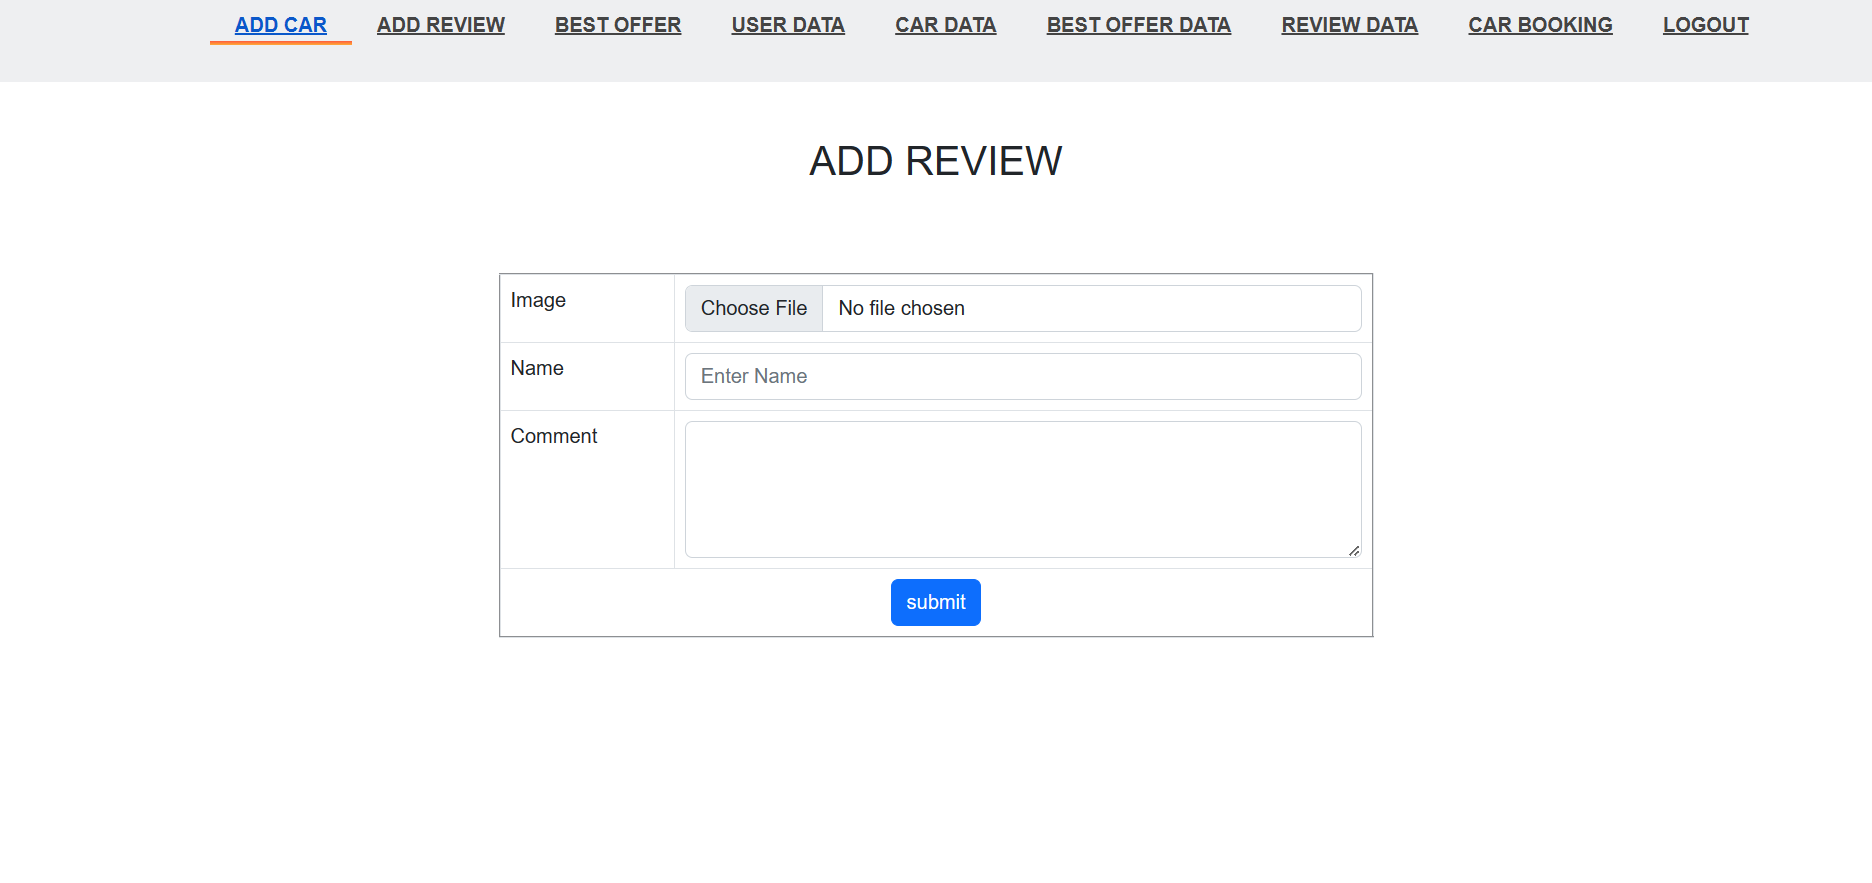 ADD CAR ADD REVIEW BEST OFFER USER DATA CAR DATA BEST OFFER DATA REVIEW DATA CAR BOOKING LOGOUT
ADD REVIEW
Image Choose File No file chosen
Name Enter Name
Comment
submit